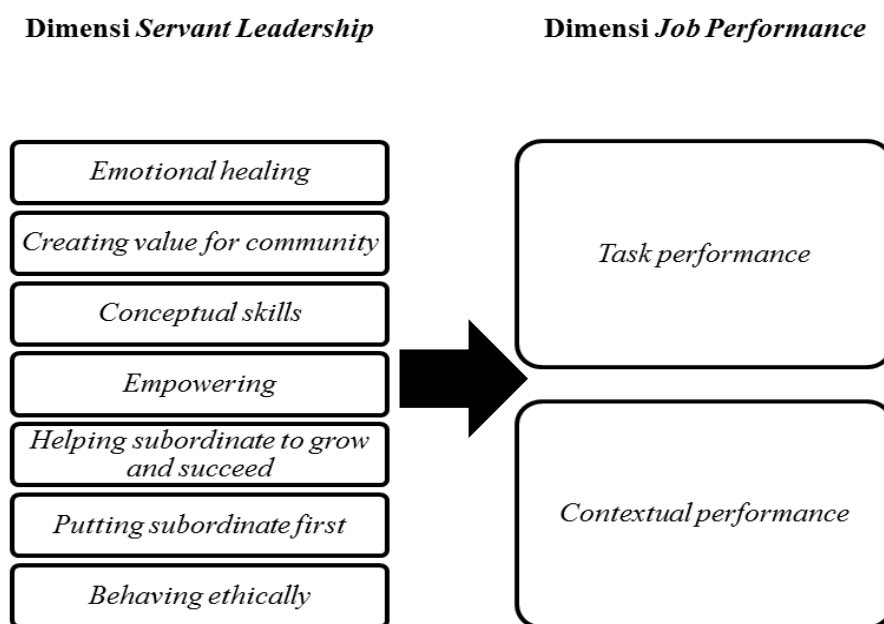 Dimensi Servant Leadership
Dimensi Job Performance
Emotional healing
Creating value for community
Conceptual skills
Empowering
Helping subordinate to grow
and succeed
Putting subordinate first
Behaving ethically
Task performance
Contextual performance